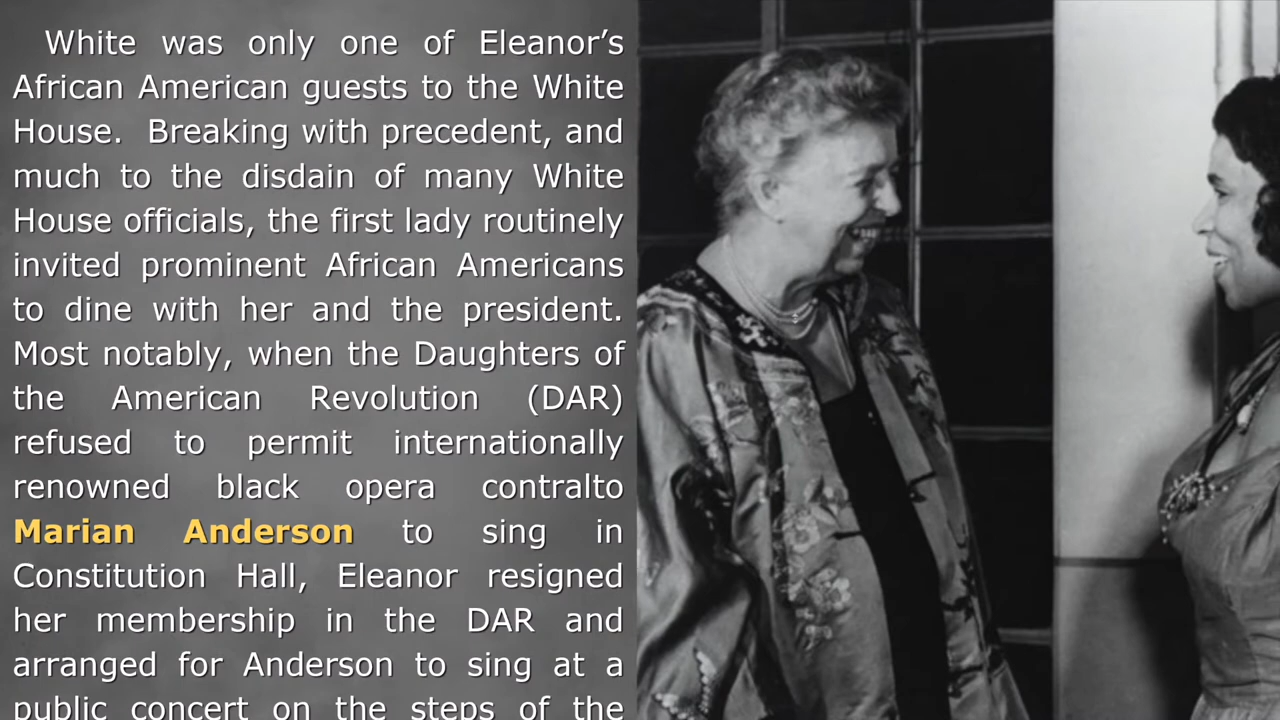 White was only one of Eleanor’s
African American guests to the White
House.  Breaking with precedent, and
much to the disdain of many White
House officials, the first lady routinely
invited prominent African Americans
to dine with her and the president.
Most notably, when the Daughters of
the American Revolution (DAR)
refused to permit internationally
renowned black opera contralto
Marian Anderson to sing in
Constitution Hall, Eleanor resigned
her membership in the DAR and
arranged for Anderson to sing at a
public concert on the steps of the